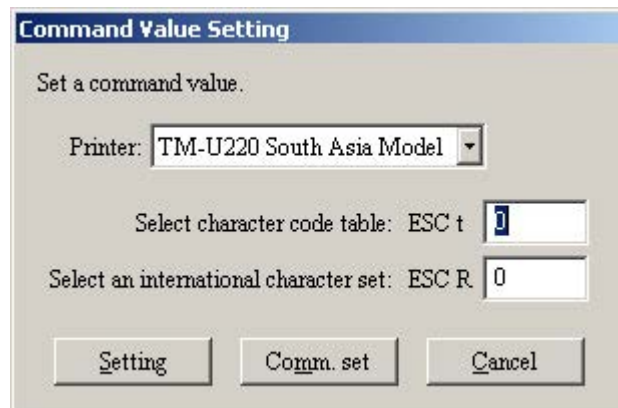 Command Value Setting
Set a command value.
Printer: TM-U220 South Asia Model
Select character code table: ESC t 0
Select an international character set: ESC R 0
Setting Comm. set Cancel